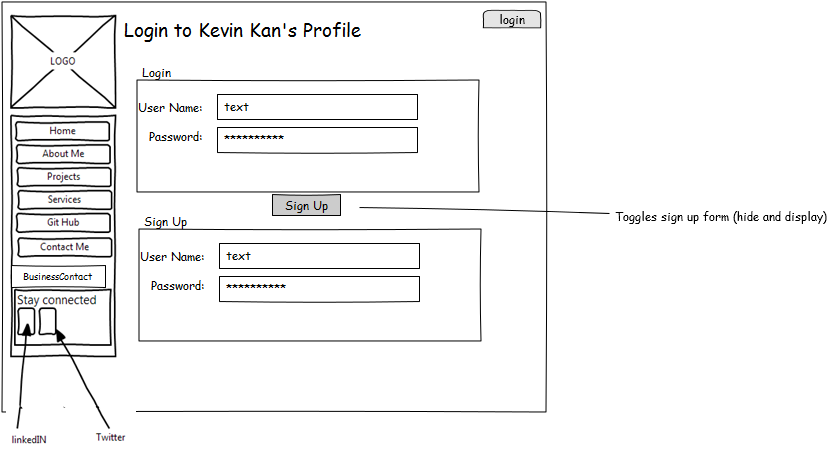 login
Login to Kevin Kan's Profile
LOGO
Login
User Name: text
Password: **********
Home
About Me
Projects
Services
Git Hub
Contact Me
BusinessContact
Stay connected
Sign Up
Toggles sign up form (hide and display)
Sign Up
User Name: text
Password: **********
linkedIN
Twitter